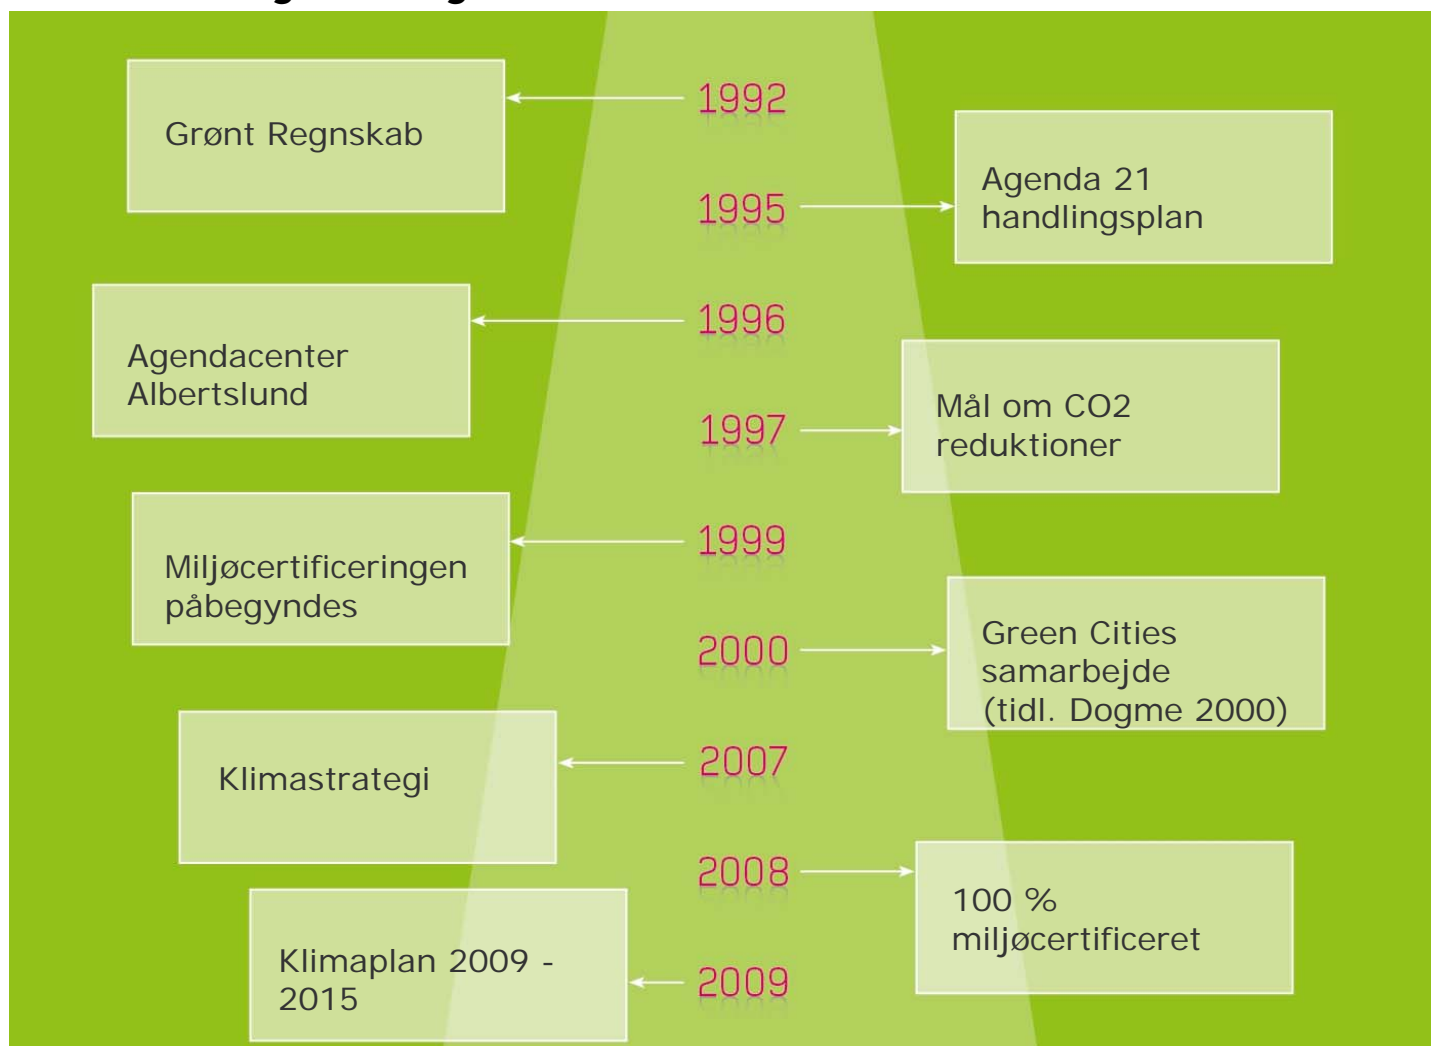 1992
Grønt Regnskab
1995
Agenda 21
handlingsplan
1996
Agendacenter
Albertslund
1997
Mål om CO2
reduktioner
1999
Miljøcertificeringen
påbegyndes
2000
Green Cities
samarbejde
(tidl. Dogme 2000)
2007
Klimastrategi
2008
100 %
miljøcertificeret
2009
Klimaplan 2009 -
2015